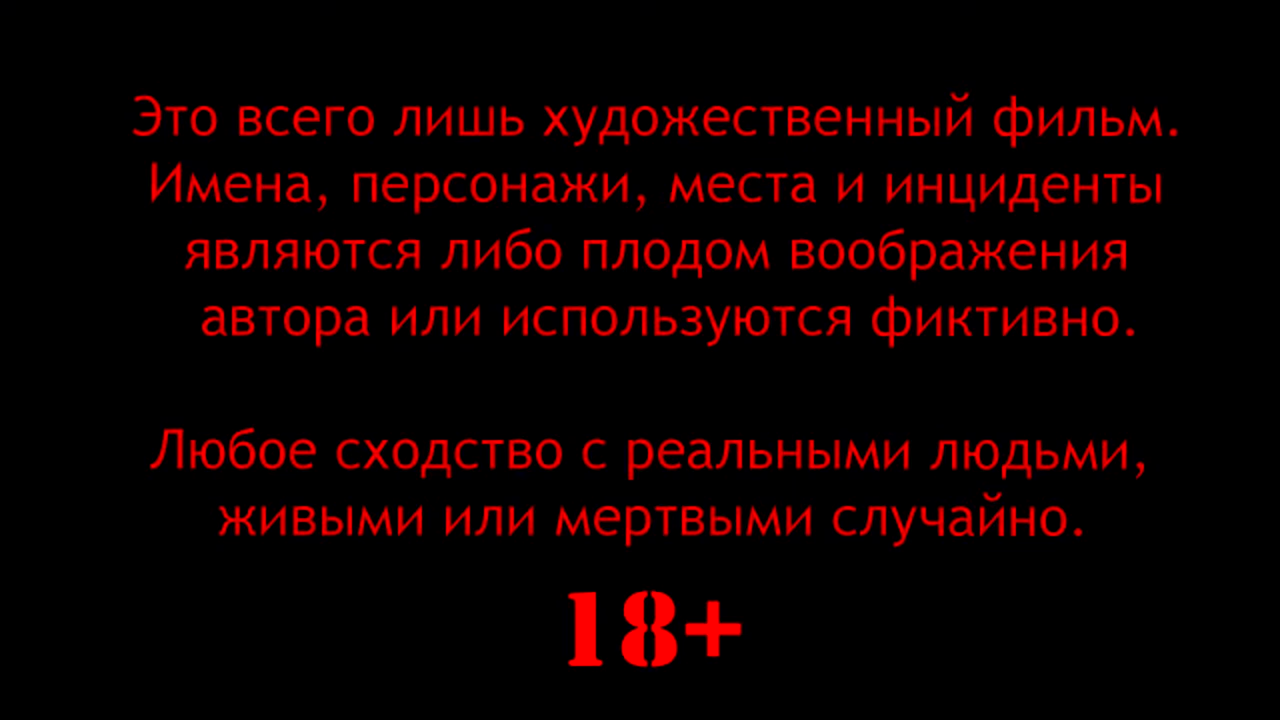 Это всего лишь художественный фильм.
Имена, персонажи, места и инциденты
являются либо плодом воображения
автора или используются фиктивно.
Любое сходство с реальными людьми,
живыми или мертвыми случайно.
18+